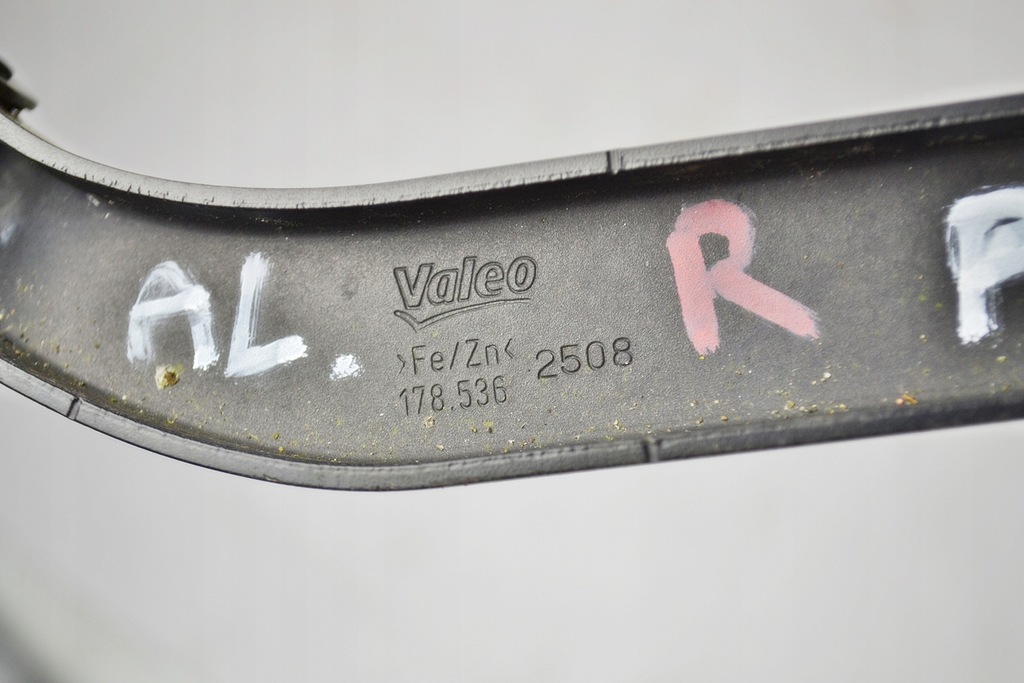 AL.
Valeo
>Fe/Zn<
178.536
2508
R
P